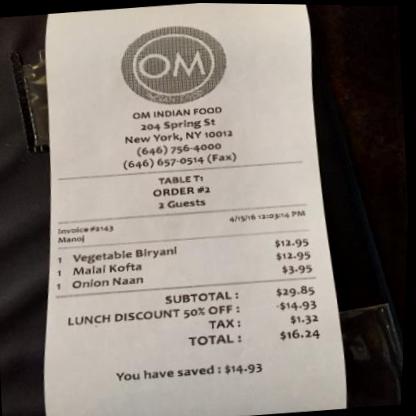 OM
OM INDIAN FOOD
204 Spring St
New York, NY 10012
(646) 756-4000
(646) 657-0514 (Fax)
TABLE T1
ORDER #2
2 Guests
Invoice #2143 4/15/16 12:03:14 PM
Manoj
1 Vegetable Biryani $12.95
1 Malai Kofta $12.95
1 Onion Naan $3.95
SUBTOTAL : $29.85
LUNCH DISCOUNT 50% OFF : -$14.93
TAX : $1.32
TOTAL : $16.24
You have saved : $14.93